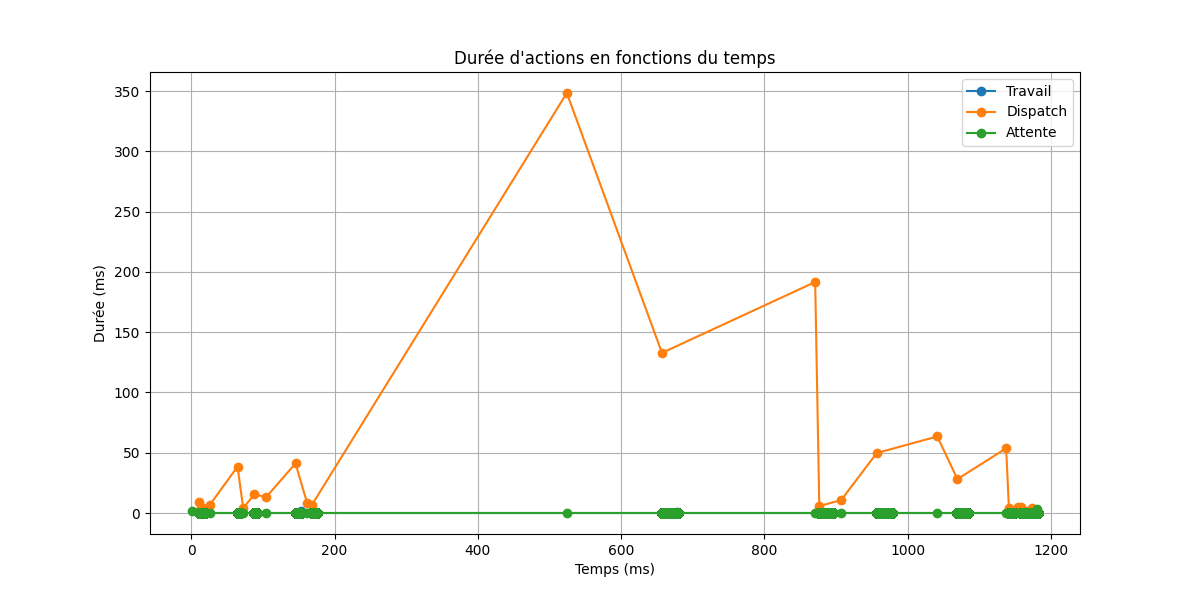 Durée d'actions en fonctions du temps
Travail
Dispatch
Attente
Durée (ms)
350
300
250
200
150
100
50
0
0 200 400 600 800 1000 1200
Temps (ms)